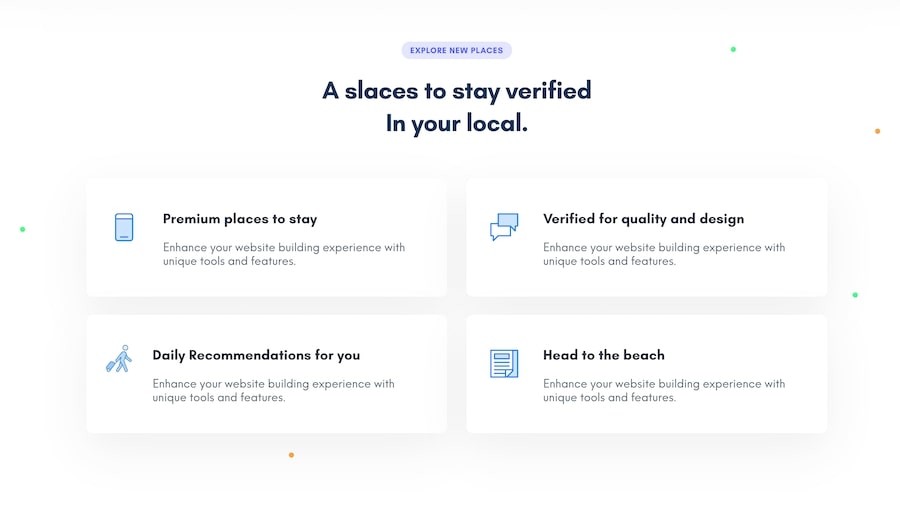 EXPLORE NEW PLACES
A slaces to stay verified
In your local.
Premium places to stay
Enhance your website building experience with
unique tools and features.
Verified for quality and design
Enhance your website building experience with
unique tools and features.
Daily Recommendations for you
Enhance your website building experience with
unique tools and features.
Head to the beach
Enhance your website building experience with
unique tools and features.